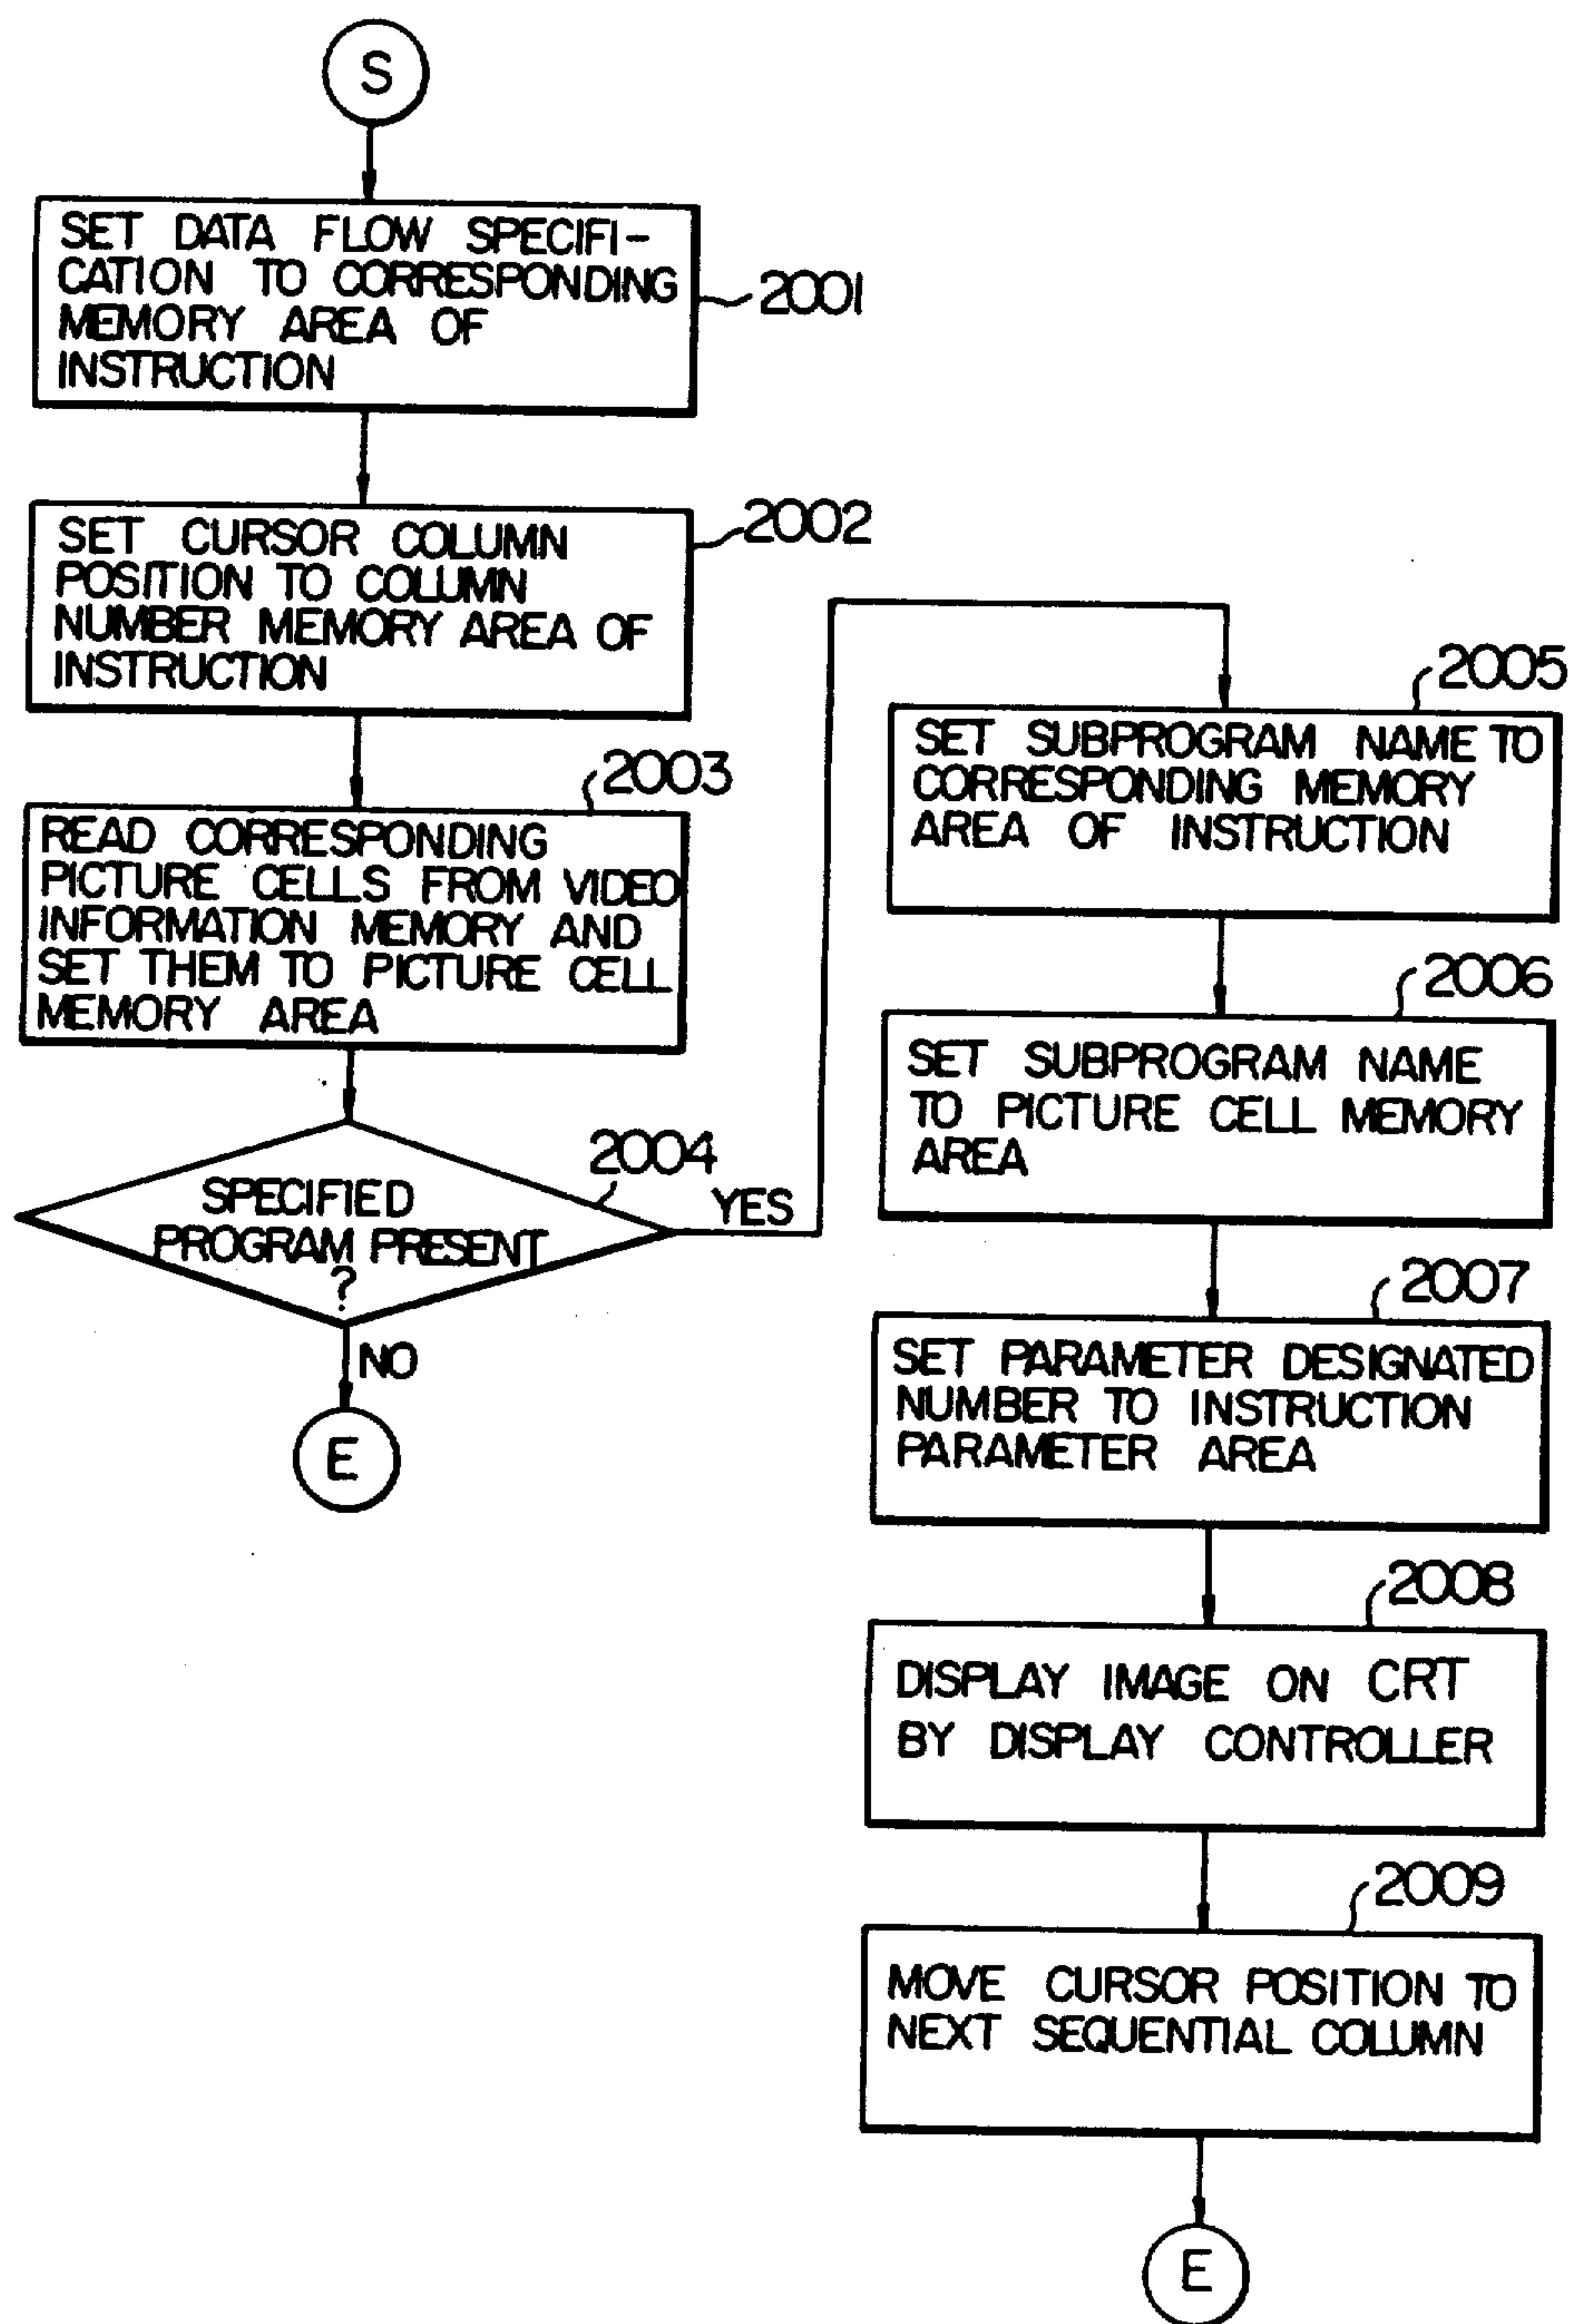 S
SET DATA FLOW SPECIFI-
CATION TO CORRESPONDING
MEMORY AREA OF
INSTRUCTION
2001
SET CURSOR COLUMN
POSITION TO COLUMN
NUMBER MEMORY AREA OF
INSTRUCTION
2002
READ CORRESPONDING
PICTURE CELLS FROM VIDEO
INFORMATION MEMORY AND
SET THEM TO PICTURE CELL
MEMORY AREA
2003
SPECIFIED
PROGRAM PRESENT
?
2004
YES
NO
E
2005
SET SUBPROGRAM NAME TO
CORRESPONDING MEMORY
AREA OF INSTRUCTION
2006
SET SUBPROGRAM NAME
TO PICTURE CELL MEMORY
AREA
2007
SET PARAMETER DESIGNATED
NUMBER TO INSTRUCTION
PARAMETER AREA
2008
DISPLAY IMAGE ON CRT
BY DISPLAY CONTROLLER
2009
MOVE CURSOR POSITION TO
NEXT SEQUENTIAL COLUMN
E